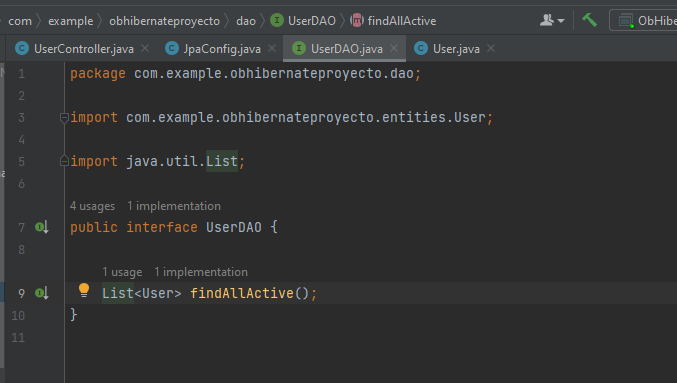 com > example > obhibernateproyecto > dao > UserDAO > findAllActive
UserController.java JpaConfig.java UserDAO.java User.java
1 package com.example.obhibernateproyecto.dao;
2
3 import com.example.obhibernateproyecto.entities.User;
4
5 import java.util.List;
6
4 usages 1 implementation
7 public interface UserDAO {
8
1 usage 1 implementation
9 List<User> findAllActive();
10 }
11